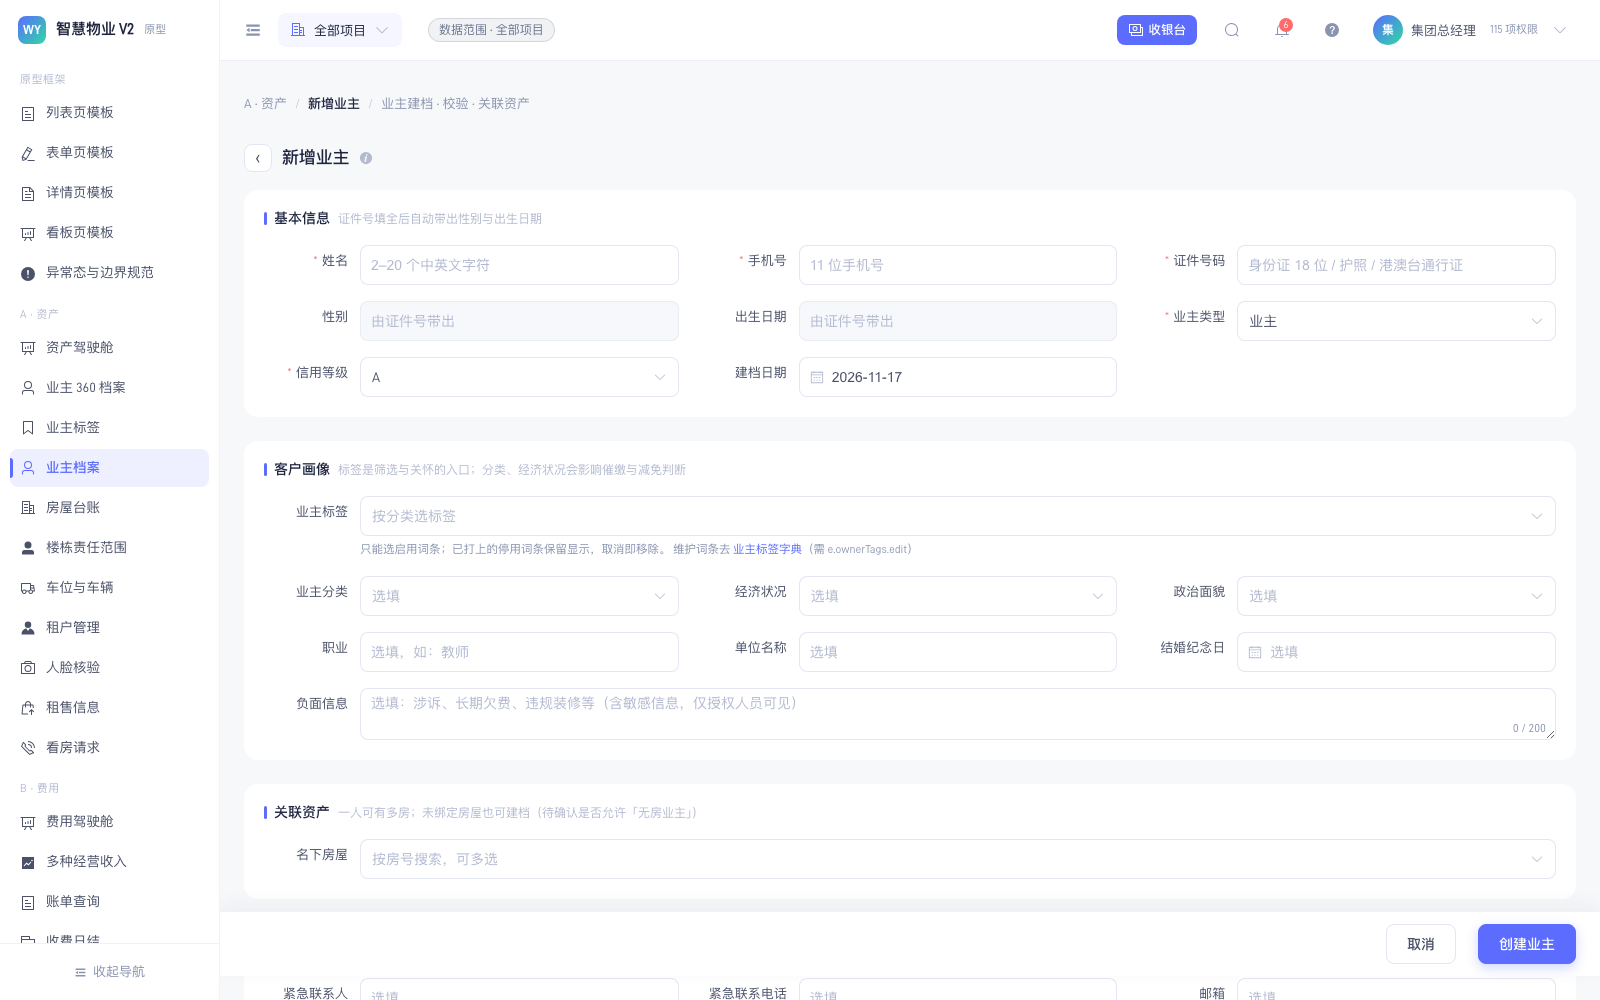 WY 智慧物业 V2 原型
全部项目
数据范围 · 全部项目
收银台
6
集 集团总经理 115 项权限
原型框架
列表页模板
表单页模板
详情页模板
看板页模板
异常态与边界规范
A · 资产
资产驾驶舱
业主 360 档案
业主标签
业主档案
房屋台账
楼栋责任范围
车位与车辆
租户管理
人脸核验
租售信息
看房请求
B · 费用
费用驾驶舱
多种经营收入
账单查询
收费日结
收起导航
A · 资产 / 新增业主 / 业主建档 · 校验 · 关联资产
‹ 新增业主
基本信息 证件号填全后自动带出性别与出生日期
* 姓名 2–20 个中英文字符
* 手机号 11 位手机号
* 证件号码 身份证 18 位 / 护照 / 港澳台通行证
性别 由证件号带出
出生日期 由证件号带出
* 业主类型 业主
* 信用等级 A
建档日期 2026-11-17
客户画像 标签是筛选与关怀的入口；分类、经济状况会影响催缴与减免判断
业主标签 按分类选标签
只能选启用词条；已打上的停用词条保留显示，取消即移除。 维护词条去 业主标签字典（需 e.ownerTags.edit）
业主分类 选填
经济状况 选填
政治面貌 选填
职业 选填，如：教师
单位名称 选填
结婚纪念日 选填
负面信息 选填：涉诉、长期欠费、违规装修等（含敏感信息，仅授权人员可见）
0 / 200
关联资产 一人可有多房；未绑定房屋也可建档（待确认是否允许「无房业主」）
名下房屋 按房号搜索，可多选
取消 创建业主
紧急联系人 选填
紧急联系电话 选填
邮箱 选填